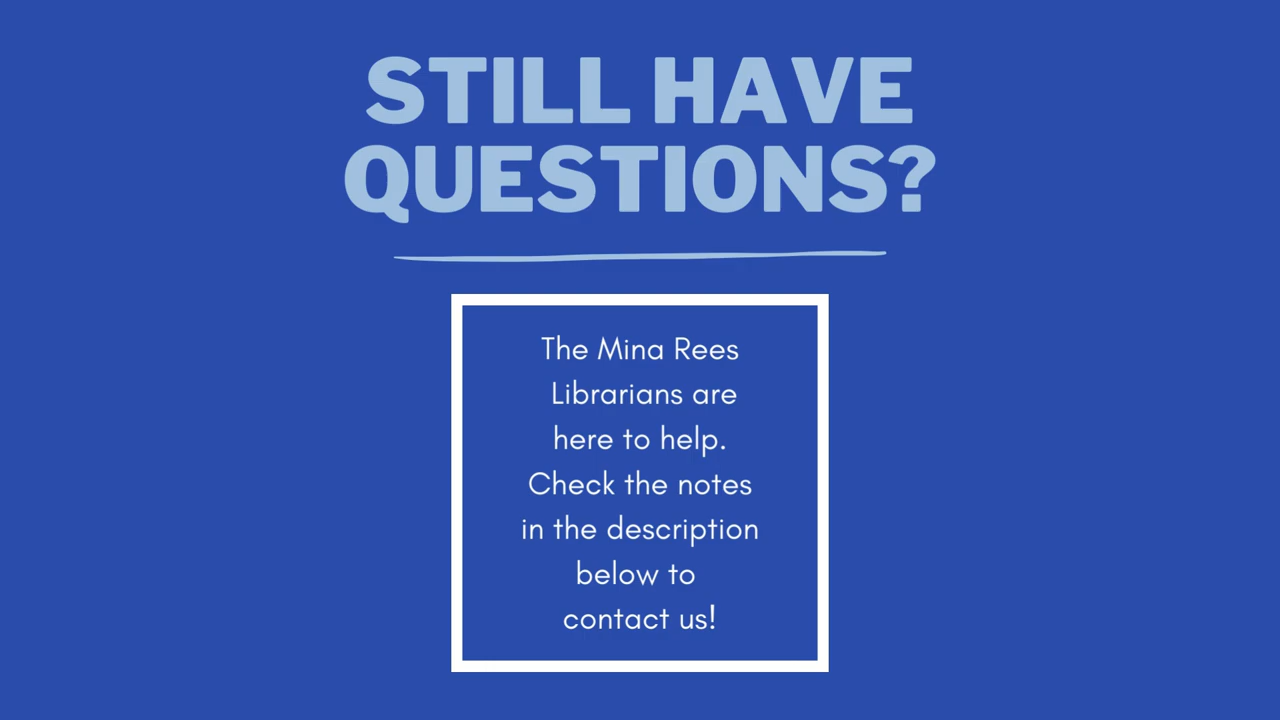 STILL HAVE
QUESTIONS?
The Mina Rees
Librarians are
here to help.
Check the notes
in the description
below to
contact us!